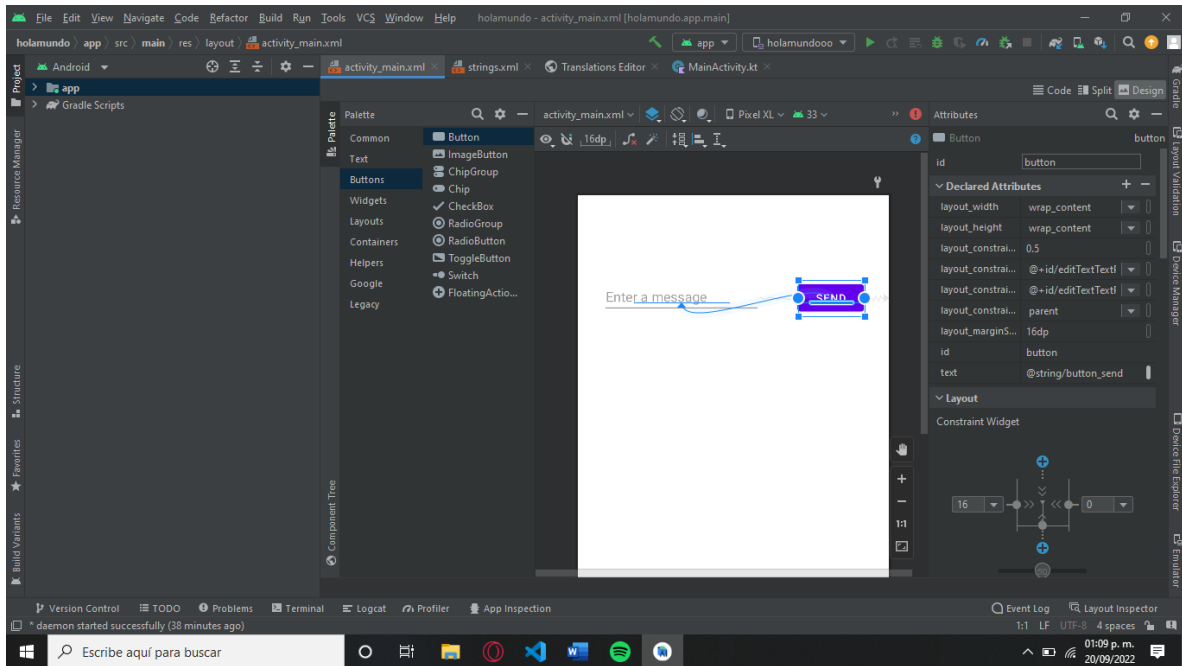 File Edit View Navigate Code Refactor Build Run Tools VCS Window Help holamundo - activity_main.xml [holamundo.app.main]
holamundo app src main res layout activity_main.xml
app holamundooo
Android
activity_main.xml strings.xml Translations Editor MainActivity.kt
app
Gradle Scripts
Code Split Design
Project
Resource Manager
Structure
Favorites
Build Variants
Palette
Component Tree
Palette
Common
Text
Buttons
Widgets
Layouts
Containers
Helpers
Google
Legacy
Button
ImageButton
ChipGroup
Chip
CheckBox
RadioGroup
RadioButton
ToggleButton
Switch
FloatingActio...
activity_main.xml Pixel XL 33
16dp
Enter a message
SEND
1:1
Attributes
Button button
id button
Declared Attributes
layout_width wrap_content
layout_height wrap_content
layout_constrai... 0.5
layout_constrai... @+id/editTextText
layout_constrai... @+id/editTextText
layout_constrai... parent
layout_marginS... 16dp
id button
text @string/button_send
Layout
Constraint Widget
16 0
50
Gradle
Layout Validation
Device Manager
Device File Explorer
Emulator
Version Control TODO Problems Terminal Logcat Profiler App Inspection
Event Log Layout Inspector
* daemon started successfully (38 minutes ago)
1:1 LF UTF-8 4 spaces
Escribe aquí para buscar
01:09 p. m.
20/09/2022